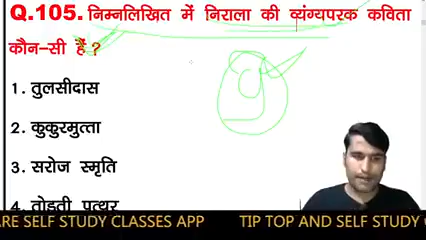 Q.105. निम्नलिखित में निराला की व्यंग्यपरक कविता
कौन-सी हैं ?
1. तुलसीदास
2. कुकुरमुत्ता
3. सरोज स्मृति
4. तोड़ती पत्थर
ARE SELF STUDY CLASSES APP TIP TOP AND SELF STUDY